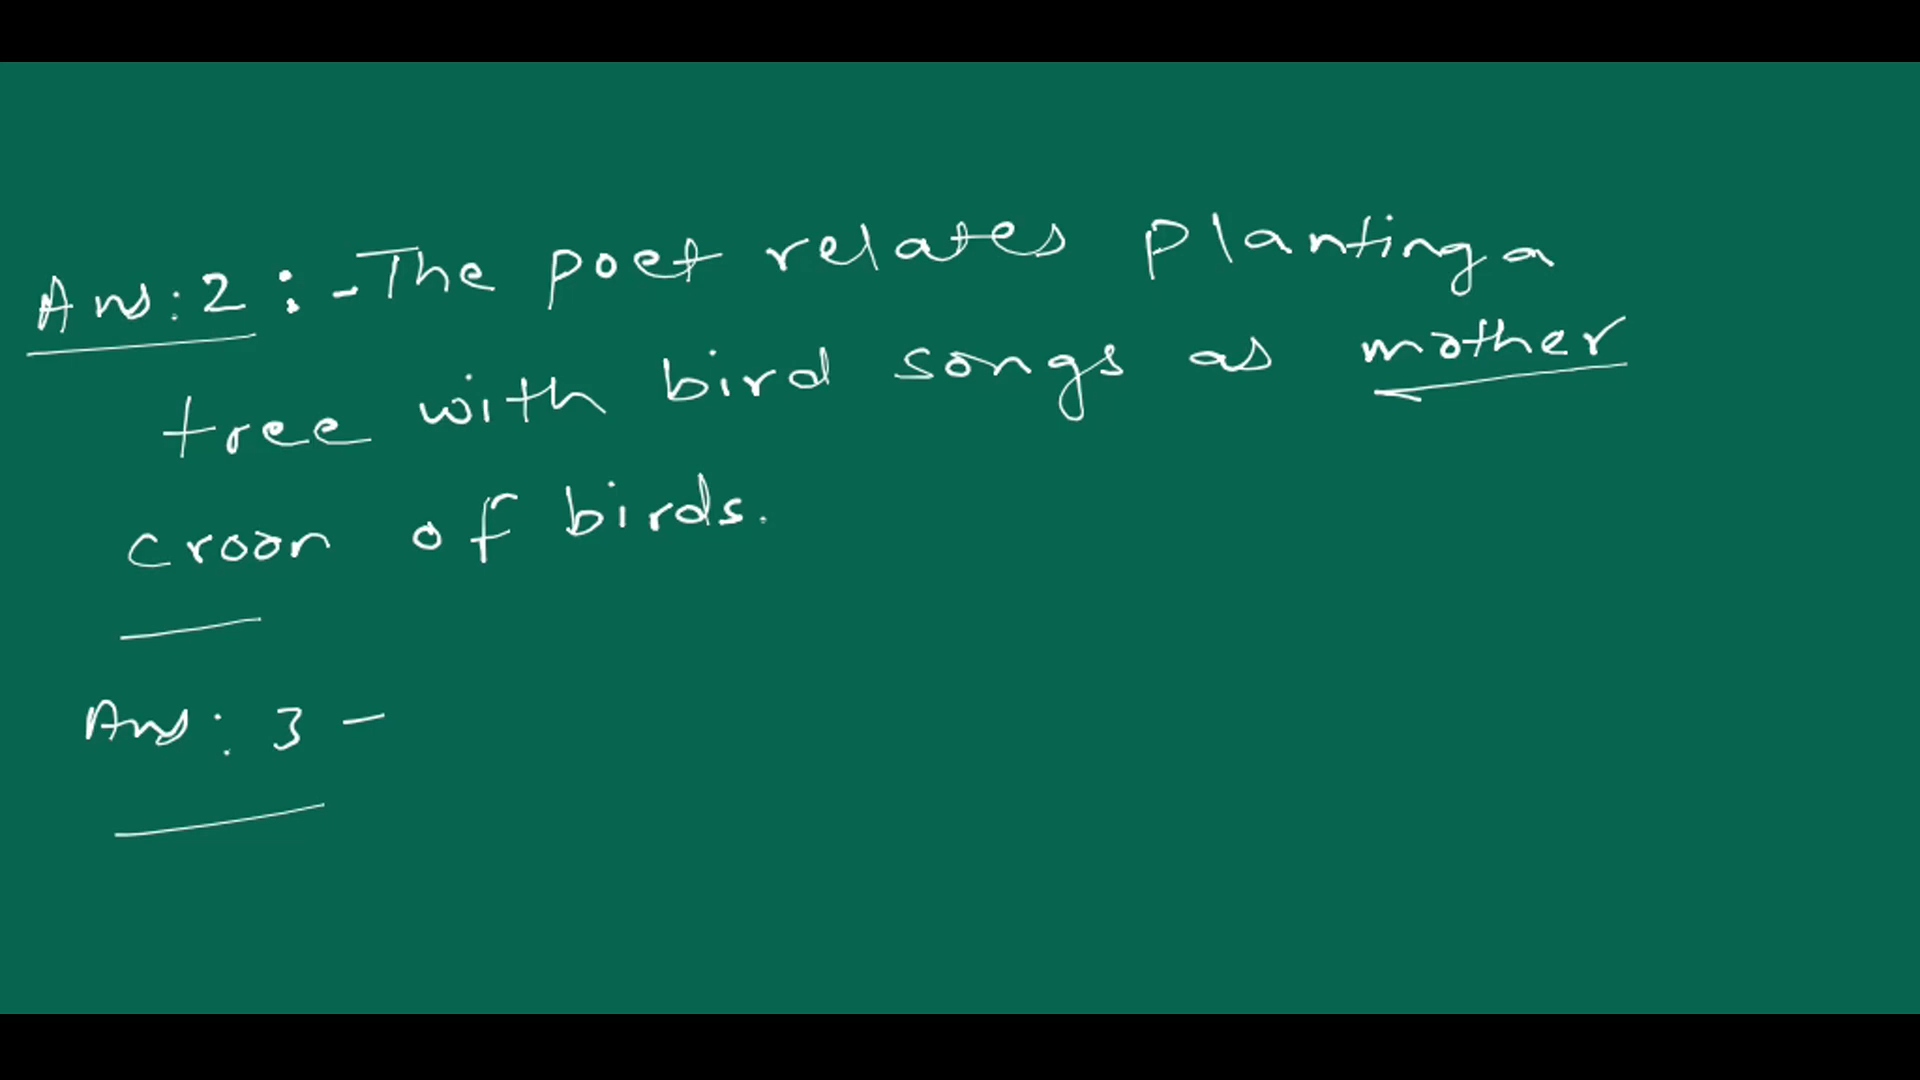 Ans: 2 :- The poet relates planting a
tree with bird songs as mother
croon of birds.
Ans: 3 -